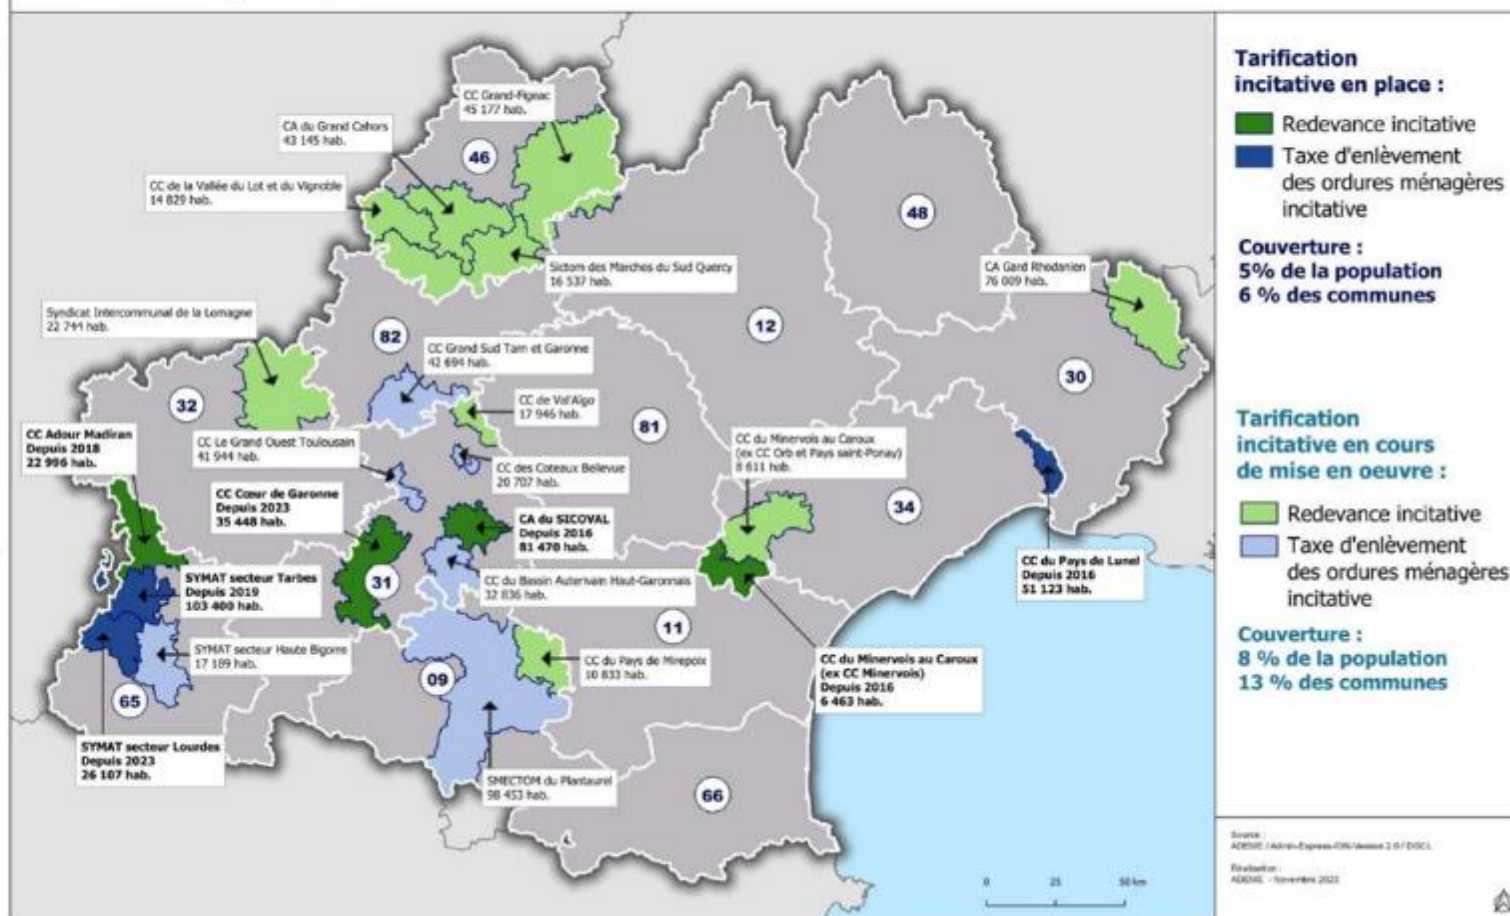 CC Grand-Figeac
45 177 hab.
CA du Grand Cahors
43 145 hab.
46
CC de la Vallée du Lot et du Vignoble
14 829 hab.
48
Sictom des Marches du Sud Quercy
16 537 hab.
CA Gard Rhodanien
76 009 hab.
Syndicat Intercommunal de la Lomagne
22 744 hab.
82
12
CC Grand Sud Tarn et Garonne
42 694 hab.
30
32
CC de Val'Aïgo
17 946 hab.
81
CC Adour Madiran
Depuis 2018
22 996 hab.
CC Le Grand Ouest Toulousain
41 944 hab.
CC du Minervois au Caroux
(ex CC Orb et Pays saint-Ponay)
8 611 hab.
CC des Coteaux Bellevue
20 707 hab.
CC Cœur de Garonne
Depuis 2023
35 448 hab.
34
CA du SICOVAL
Depuis 2016
81 470 hab.
CC du Pays de Lunel
Depuis 2016
51 123 hab.
SYMAT secteur Tarbes
Depuis 2019
103 400 hab.
31
CC du Bassin Auterivain Haut-Garonnais
32 836 hab.
11
SYMAT secteur Haute Bigorre
17 189 hab.
CC du Pays de Mirepoix
10 833 hab.
CC du Minervois au Caroux
(ex CC Minervois)
Depuis 2016
6 463 hab.
09
65
SYMAT secteur Lourdes
Depuis 2023
26 107 hab.
SMECTOM du Plantaurel
98 453 hab.
66
0 25 50 km
Tarification
incitative en place :
Redevance incitative
Taxe d'enlèvement
des ordures ménagères
incitative
Couverture :
5% de la population
6 % des communes
Tarification
incitative en cours
de mise en oeuvre :
Redevance incitative
Taxe d'enlèvement
des ordures ménagères
incitative
Couverture :
8 % de la population
13 % des communes
Source :
ADEME / Admin-Express-IGN-Version 2.0 / DGCL
Réalisation :
ADEME - Novembre 2023